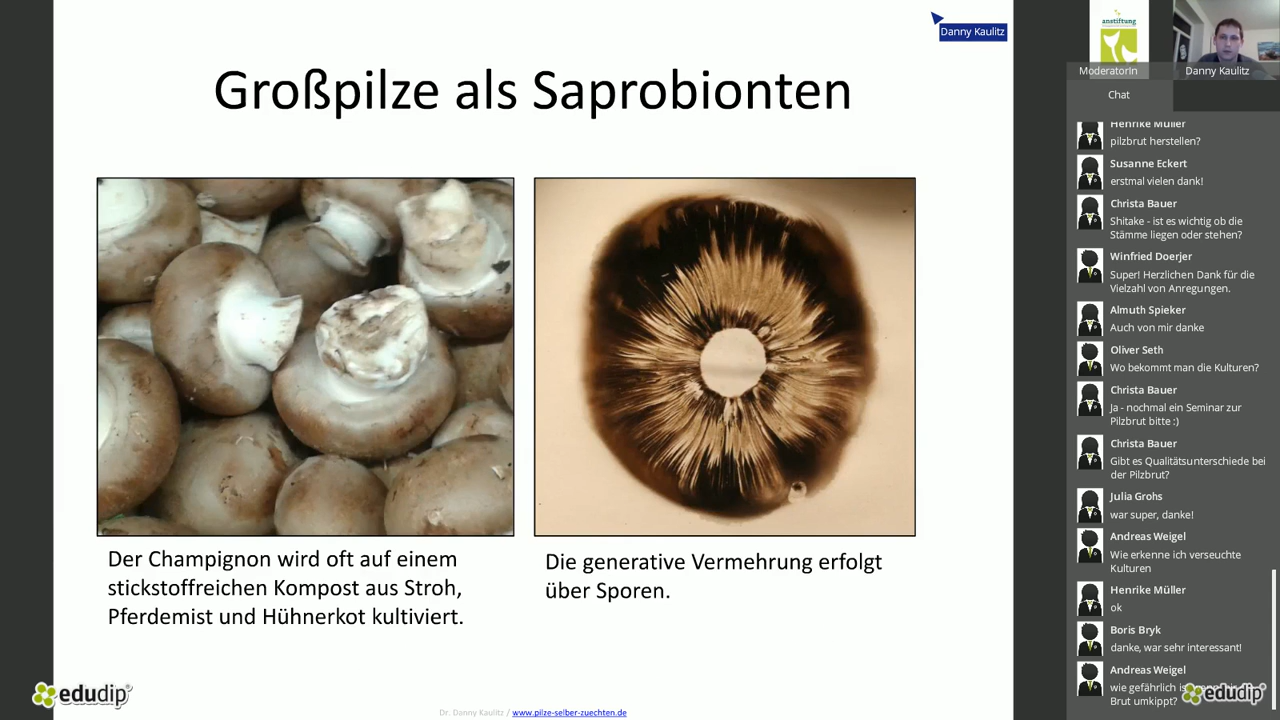 Danny Kaulitz
Großpilze als Saprobionten
Der Champignon wird oft auf einem
stickstoffreichen Kompost aus Stroh,
Pferdemist und Hühnerkot kultiviert.
Die generative Vermehrung erfolgt
über Sporen.
edudip
Dr. Danny Kaulitz / www.pilze-selber-zuechten.de
anstiftung
ModeratorIn
Danny Kaulitz
Chat
Henrike Müller
pilzbrut herstellen?
Susanne Eckert
erstmal vielen dank!
Christa Bauer
Shitake - ist es wichtig ob die
Stämme liegen oder stehen?
Winfried Doerjer
Super! Herzlichen Dank für die
Vielzahl von Anregungen.
Almuth Spieker
Auch von mir danke
Oliver Seth
Wo bekommt man die Kulturen?
Christa Bauer
Ja - nochmal ein Seminar zur
Pilzbrut bitte :)
Christa Bauer
Gibt es Qualitätsunterschiede bei
der Pilzbrut?
Julia Grohs
war super, danke!
Andreas Weigel
Wie erkenne ich verseuchte
Kulturen
Henrike Müller
ok
Boris Bryk
danke, war sehr interessant!
Andreas Weigel
wie gefährlich
Brut umkippt?
edudip